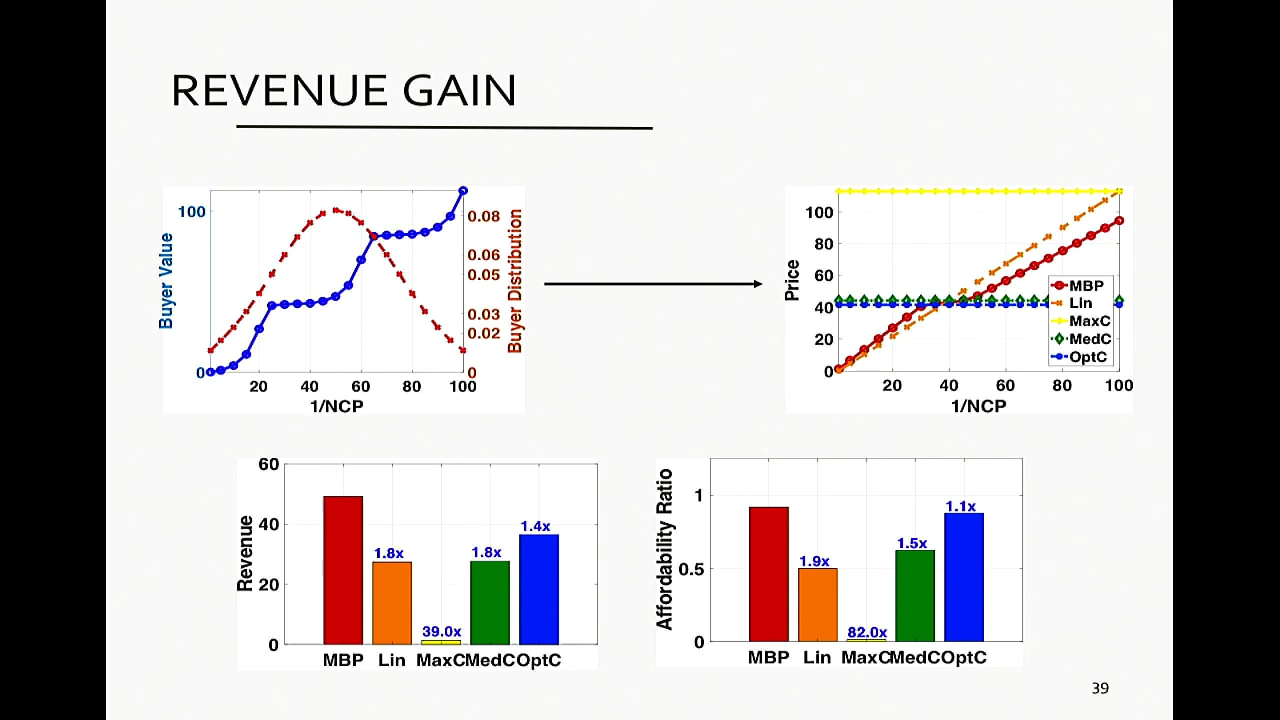 REVENUE GAIN
Buyer Value
100
0
20 40 60 80 100
1/NCP
0.08
0.06
0.05
0.03
0.02
0
Buyer Distribution
Price
100
80
60
40
20
0
20 40 60 80 100
1/NCP
MBP
Lin
MaxC
MedC
OptC
Revenue
60
40
20
0
1.8x
39.0x
1.8x
1.4x
MBP Lin MaxC MedC OptC
Affordability Ratio
1
0.5
0
1.9x
82.0x
1.5x
1.1x
MBP Lin MaxC MedC OptC
39